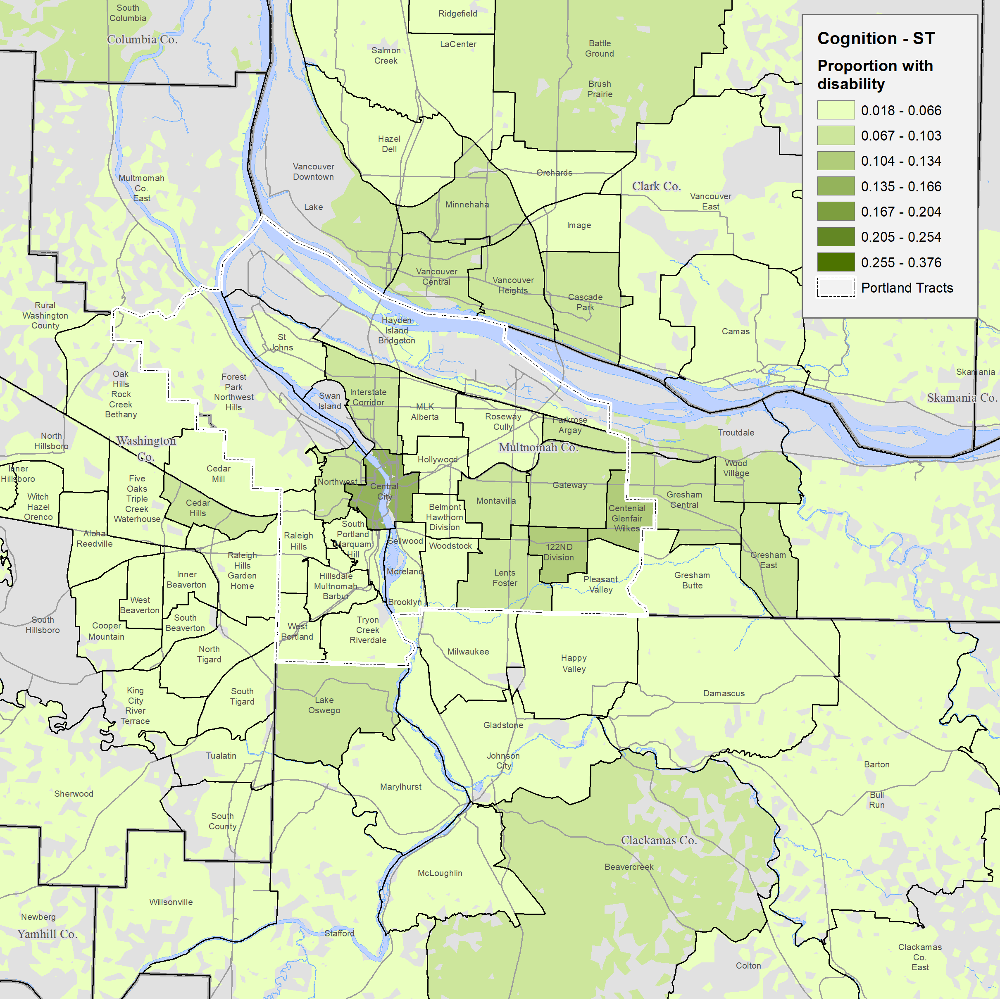 South
Columbia
Columbia Co.
Ridgefield
LaCenter
Salmon
Creek
Battle
Ground
Brush
Prairie
Cognition - ST
Proportion with
disability
0.018 - 0.066
0.067 - 0.103
0.104 - 0.134
0.135 - 0.166
0.167 - 0.204
0.205 - 0.254
0.255 - 0.376
Portland Tracts
Hazel
Dell
Vancouver
Downtown
Lake
Orchards
Clark Co.
Vancouver
East
Multmomah
Co.
East
Minnehaha
Image
Vancouver
Central
Vancouver
Heights
Cascade
Park
Camas
Rural
Washington
County
Hayden
Island
Bridgeton
St
Johns
Skamania
Skamania Co.
Oak
Hills
Rock
Creek
Bethany
Forest
Park
Northwest
Hills
Swan
Island
Interstate
Corridor
MLK
Alberta
Roseway
Cully
Parkrose
Argay
Troutdale
North
Hillsboro
Washington
Co.
Multnomah Co.
Hollywood
Wood
Village
Inner
Hillsboro
Cedar
Mill
Five
Oaks
Triple
Creek
Waterhouse
Northwest
Central
City
Gateway
Gresham
Central
Witch
Hazel
Orenco
Cedar
Hills
Belmont
Hawthorn
Division
Montavilla
Centenial
Glenfair
Wilkes
Aloha
Reedville
Raleigh
Hills
South
Portland
Marquam
Hill
Sellwood
Woodstock
122ND
Division
Raleigh
Hills
Garden
Home
Gresham
East
Inner
Beaverton
Hillsdale
Multnomah
Barbur
Moreland
Lents
Foster
Pleasant
Valley
Gresham
Butte
West
Beaverton
Brooklyn
South
Hillsboro
Cooper
Mountain
South
Beaverton
West
Portland
Tryon
Creek
Riverdale
North
Tigard
Milwaukee
Happy
Valley
King
City
River
Terrace
South
Tigard
Lake
Oswego
Damascus
Gladstone
Tualatin
Johnson
City
Barton
Sherwood
Marylhurst
Bull
Run
South
County
Clackamas Co.
Beavercreek
McLoughlin
Willsonville
Newberg
Yamhill Co.
Stafford
Clackamas
Co.
East
Colton